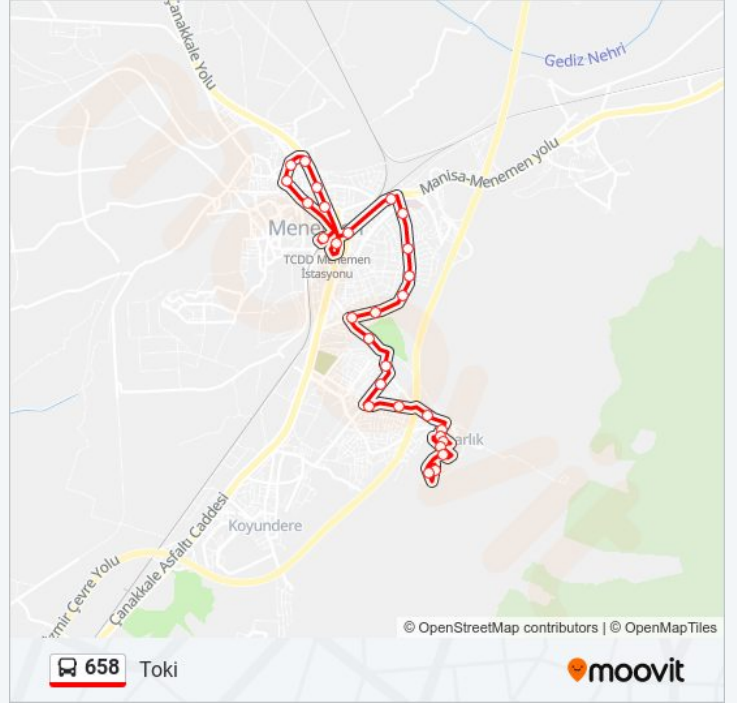 Çanakkale Yolu
Gediz Nehri
Manisa-Menemen yolu
TCDD Menemen
İstasyonu
Koyundere
Çanakkale Asfaltı Caddesi
Çevre Yolu
© OpenStreetMap contributors | © OpenMapTiles
658 Toki
moovit